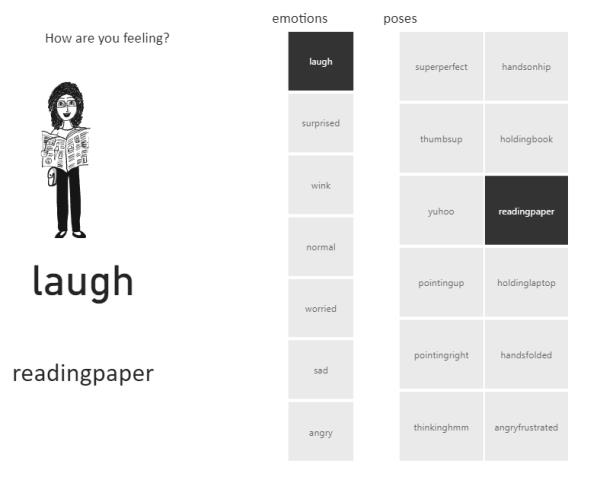 How are you feeling?
laugh
readingpaper
emotions
laugh
surprised
wink
normal
worried
sad
angry
poses
superperfect
handsonhip
thumbsup
holdingbook
yuhoo
readingpaper
pointingup
holdinglaptop
pointingright
handsfolded
thinkinghmm
angryfrustrated